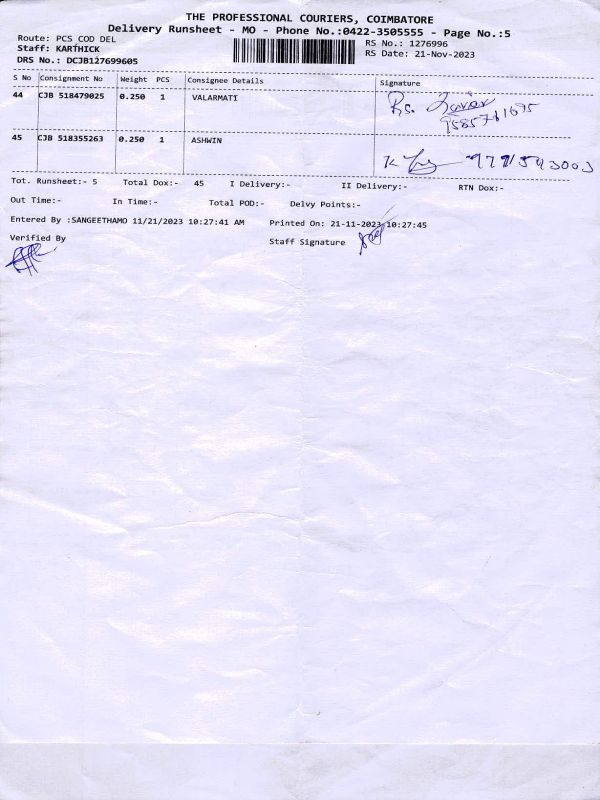 THE PROFESSIONAL COURIERS, COIMBATORE
Delivery Runsheet - MO - Phone No.:0422-3505555 - Page No.:5
Route: PCS COD DEL
RS No.: 1276996
Staff: KARTHICK
RS Date: 21-Nov-2023
DRS No.: DCJB127699605
S No Consignment No Weight PCS Consignee Details Signature
44 CJB 518479025 0.250 1 VALARMATI
Rs.
45 CJB 518355263 0.250 1 ASHWIN
Tot. Runsheet:- 5 Total Dox:- 45 I Delivery:- II Delivery:- RTN Dox:-
Out Time:- In Time:- Total POD:- Delvy Points:-
Entered By :SANGEETHAMO 11/21/2023 10:27:41 AM Printed On: 21-11-2023 10:27:45
Verified By Staff Signature